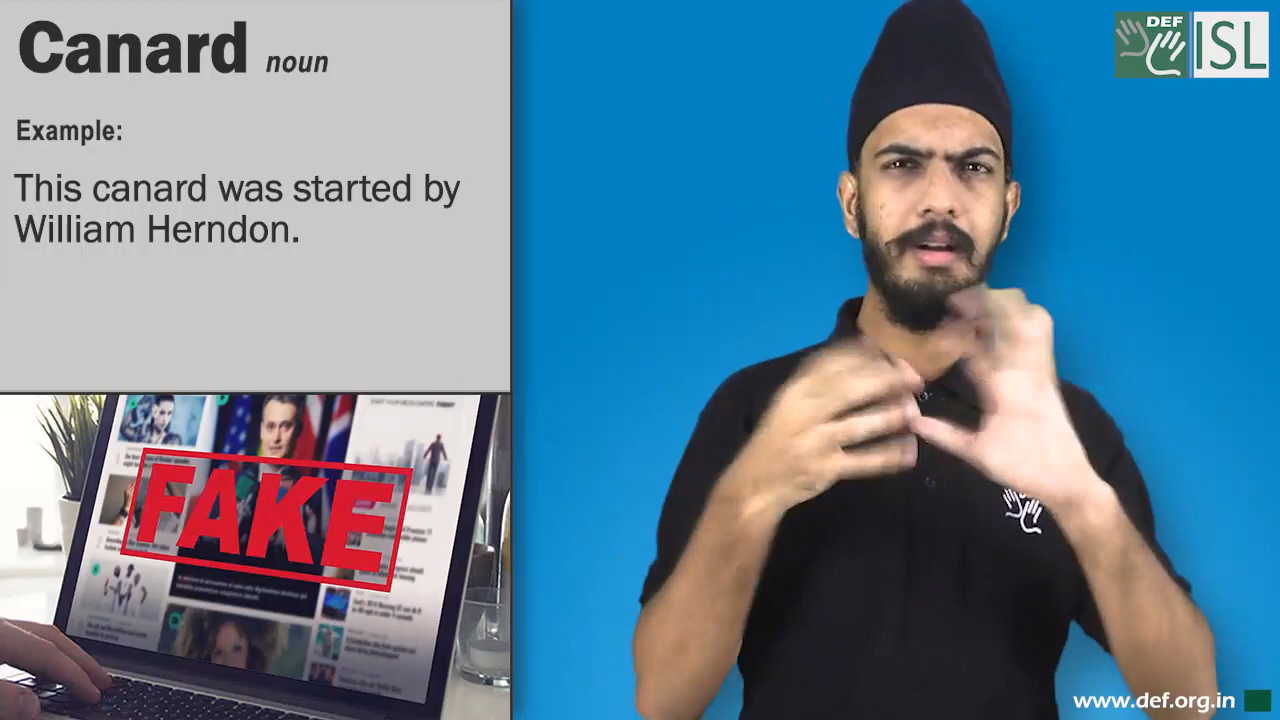 Canard noun
Example:
This canard was started by
William Herndon.
FAKE
DEF
ISL
www.def.org.in